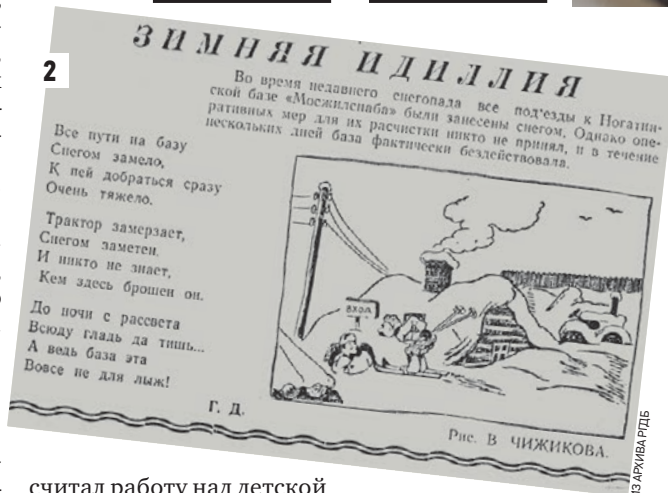 2
ЗИМНЯЯ ИДИЛЛИЯ
Во время недавнего снегопада все под'езды к Ногатин-
ской базе «Мосжилснаба» были занесены снегом. Однако опе-
ративных мер для их расчистки никто не принял, и в течение
нескольких дней база фактически бездействовала.
Все пути на базу
Снегом замело,
К ней добраться сразу
Очень тяжело.
Трактор замерзает,
Снегом заметен,
И никто не знает,
Кем здесь брошен он.
До ночи с рассвета
Всюду гладь да тишь...
А ведь база эта
Вовсе не для лыж!
Г. Д.
ВХОД
Рис. В ЧИЖИКОВА.
ИЗ АРХИВА РГДБ
считал работу над детской